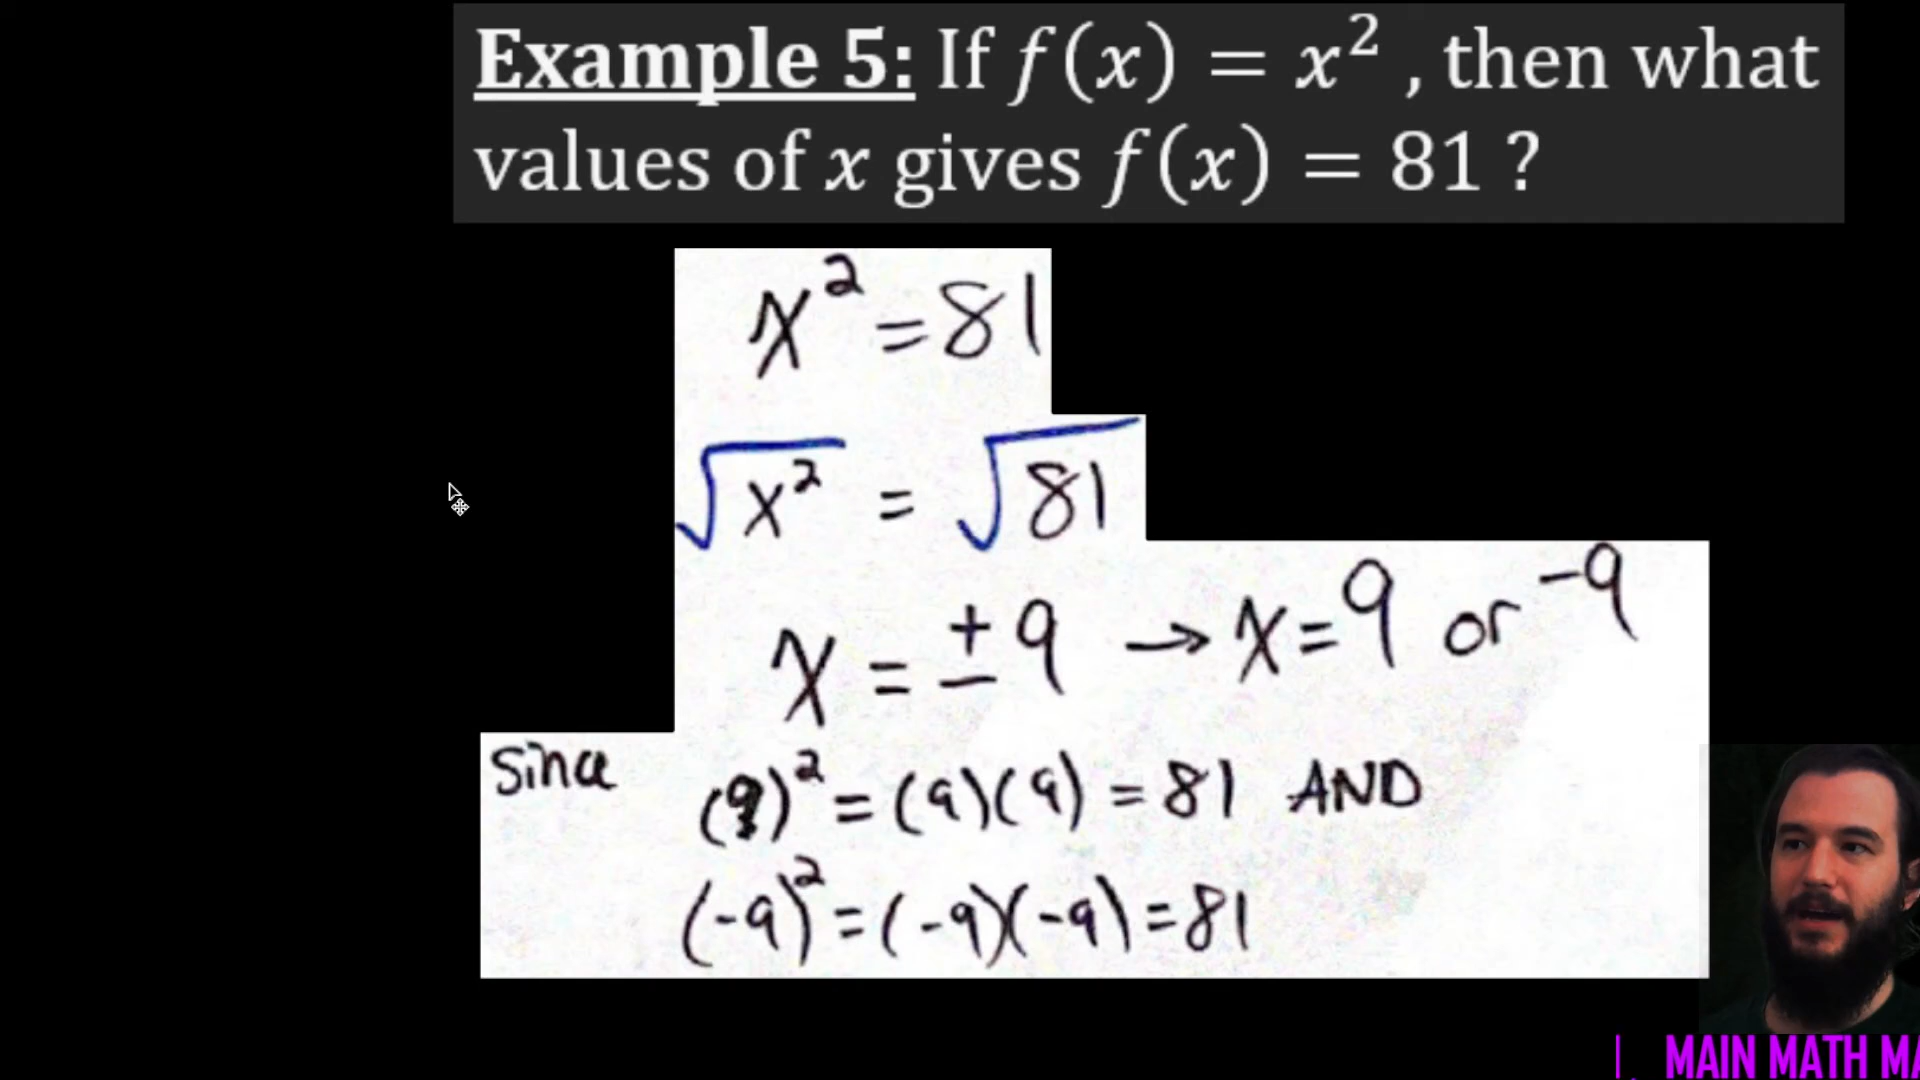 Example 5: If f(x) = x² , then what
values of x gives f(x) = 81 ?
x² = 81
√x² = √81
x = ±9 → x = 9 or -9
Since (9)² = (9)(9) = 81 AND
(-9)² = (-9)(-9) = 81
MAIN MATH